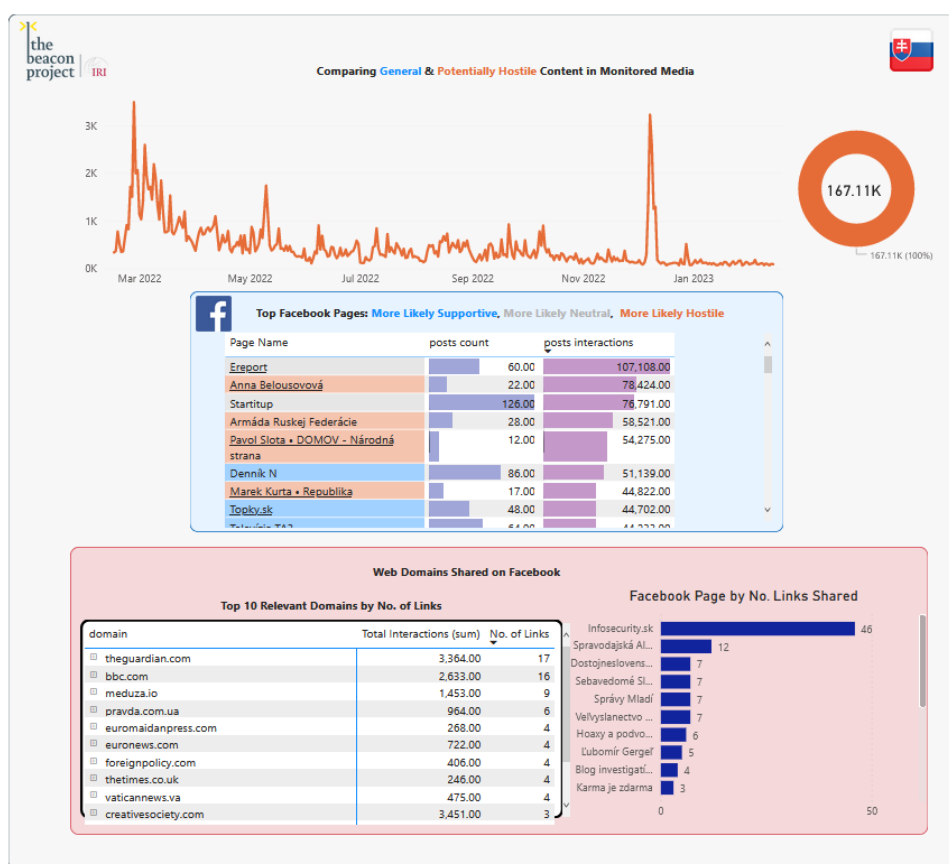 the
beacon
project
IRI
Comparing General & Potentially Hostile Content in Monitored Media
3K
2K
1K
0K
Mar 2022 May 2022 Jul 2022 Sep 2022 Nov 2022 Jan 2023
167.11K
167.11K (100%)
Top Facebook Pages: More Likely Supportive, More Likely Neutral, More Likely Hostile
Page Name posts count posts interactions
Ereport 60.00 107,108.00
Anna Belousovová 22.00 78,424.00
Startitup 126.00 76,791.00
Armáda Ruskej Federácie 28.00 58,521.00
Pavol Slota • DOMOV - Národná 12.00 54,275.00
strana
Denník N 86.00 51,139.00
Marek Kurta • Republika 17.00 44,822.00
Topky.sk 48.00 44,702.00
Web Domains Shared on Facebook
Top 10 Relevant Domains by No. of Links
domain Total Interactions (sum) No. of Links
theguardian.com 3,364.00 17
bbc.com 2,633.00 16
meduza.io 1,453.00 9
pravda.com.ua 964.00 6
euromaidanpress.com 268.00 4
euronews.com 722.00 4
foreignpolicy.com 406.00 4
thetimes.co.uk 246.00 4
vaticannews.va 475.00 4
creativesociety.com 3,451.00 3
Facebook Page by No. Links Shared
Infosecurity.sk 46
Spravodajská Al... 12
Dostojneslovens... 7
Sebavedomé Sl... 7
Správy Mladí 7
Veľvyslanectvo ... 7
Hoaxy a podvo... 6
Ľubomír Gergeľ 5
Blog investigatí... 4
Karma je zdarma 3
0 50